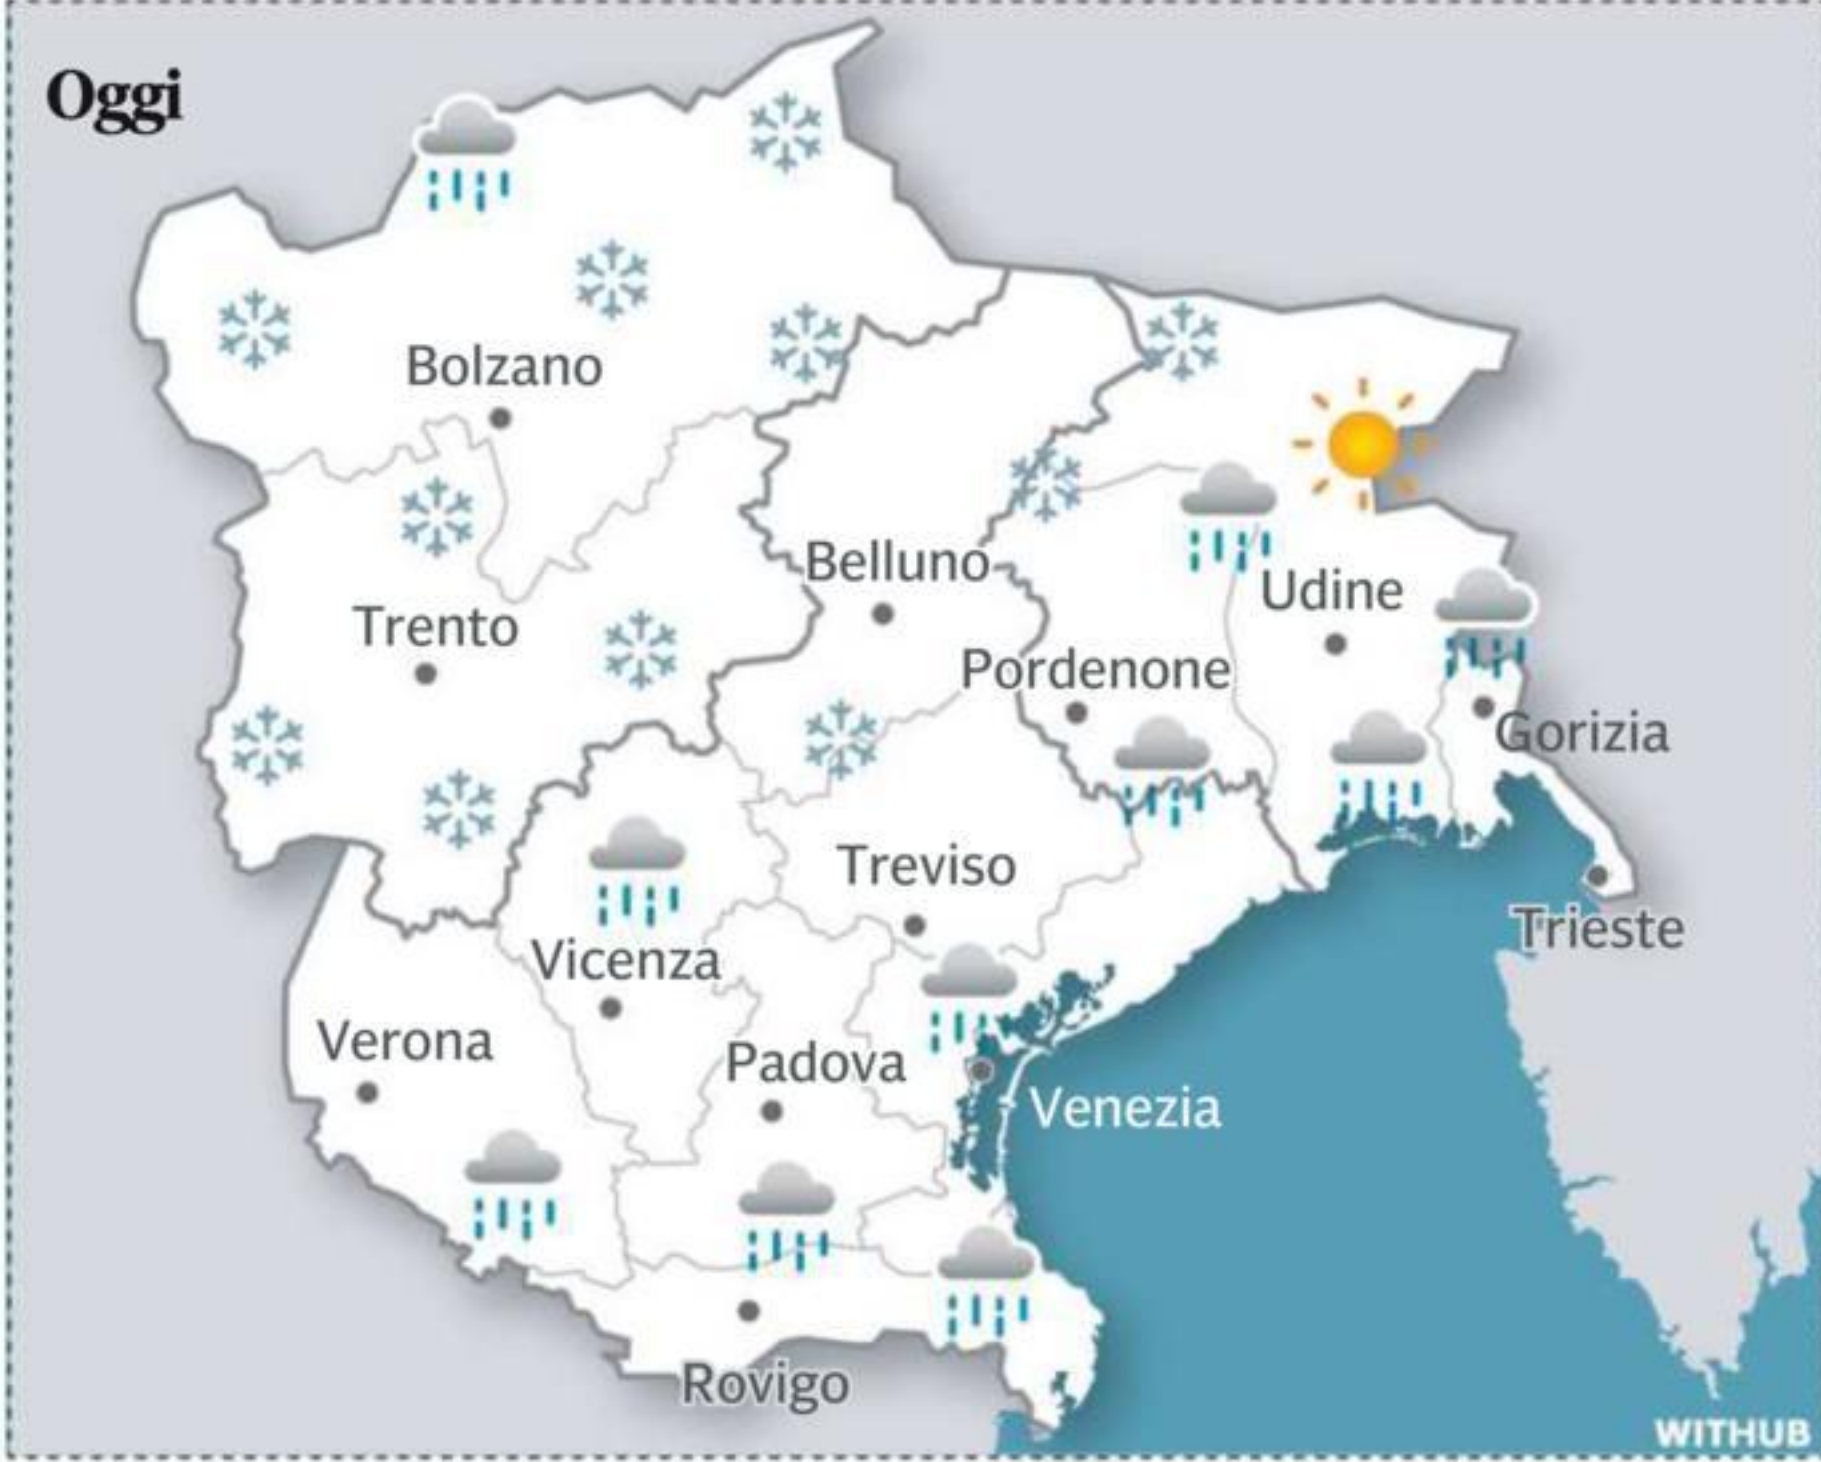 Oggi
Bolzano
Belluno
Udine
Trento
Pordenone
Gorizia
Treviso
Trieste
Vicenza
Verona
Padova
Venezia
Rovigo
WITHUB